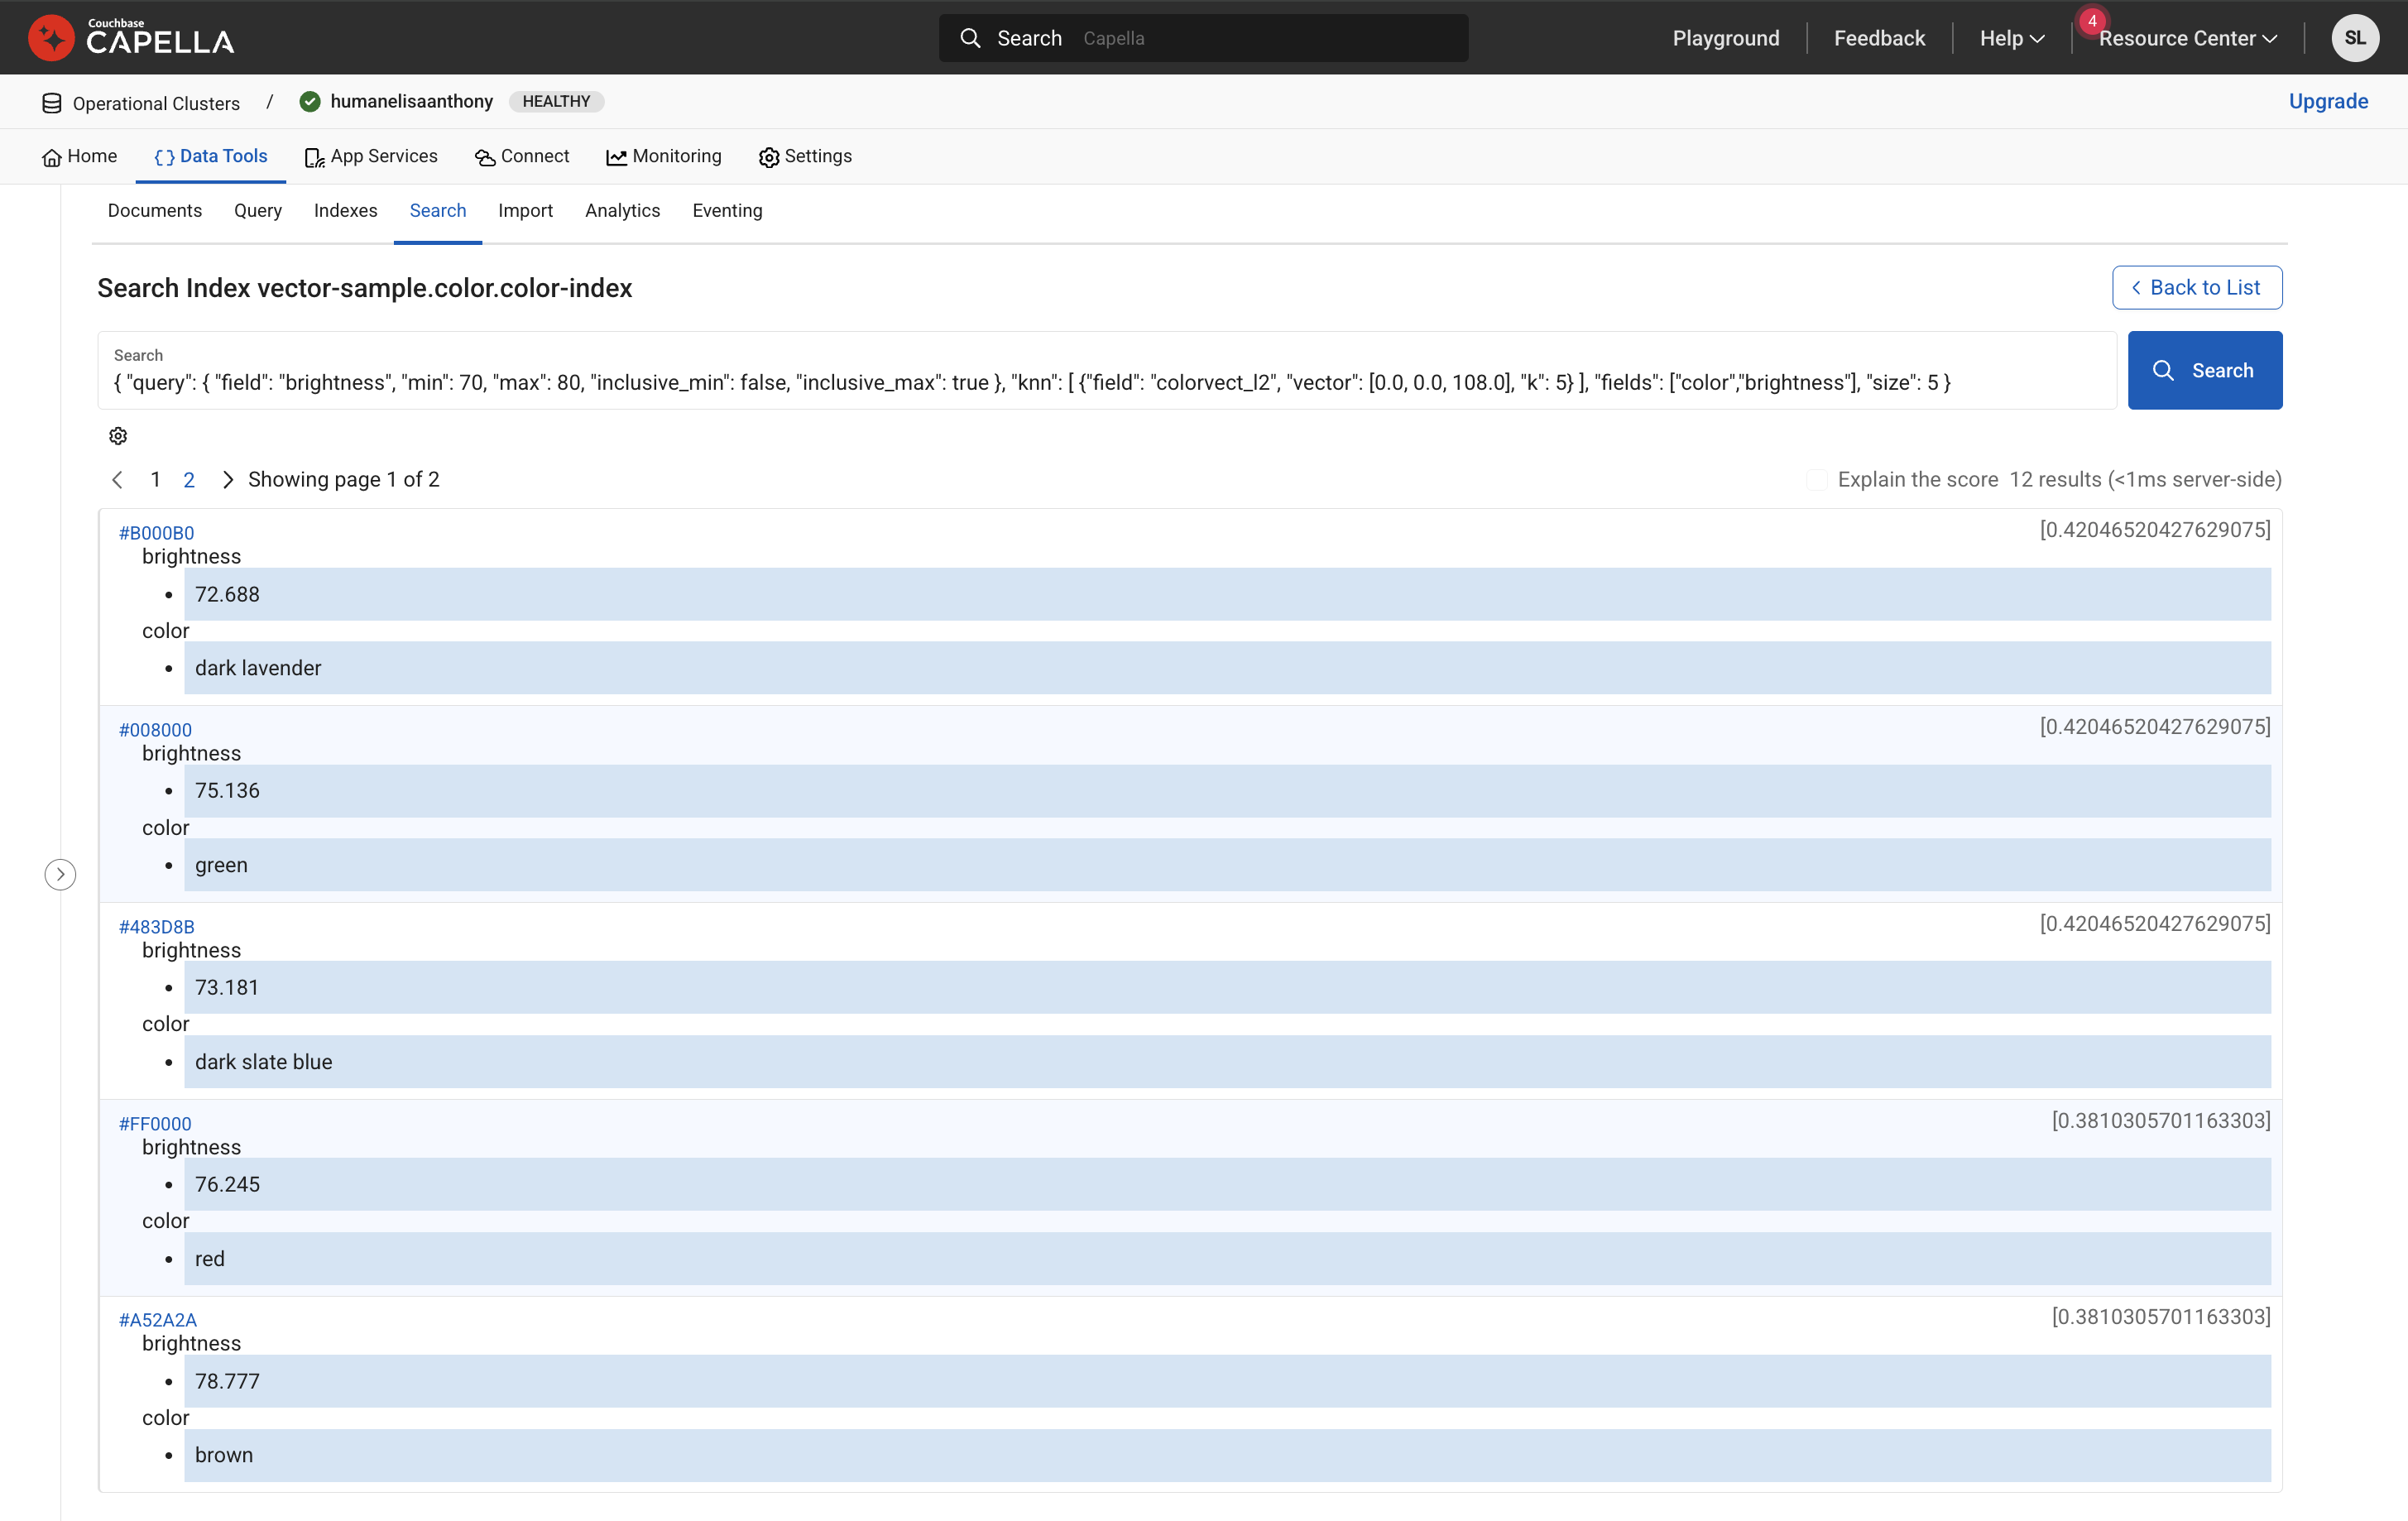 Couchbase
CAPELLA
Search Capella
Playground Feedback Help 4 Resource Center SL
Operational Clusters / humanelisaanthony HEALTHY Upgrade
Home {} Data Tools App Services Connect Monitoring Settings
Documents Query Indexes Search Import Analytics Eventing
Search Index vector-sample.color.color-index
Back to List
Search
{ "query": { "field": "brightness", "min": 70, "max": 80, "inclusive_min": false, "inclusive_max": true }, "knn": [ {"field": "colorvect_l2", "vector": [0.0, 0.0, 108.0], "k": 5} ], "fields": ["color","brightness"], "size": 5 }
Search
1 2 Showing page 1 of 2
Explain the score 12 results (<1ms server-side)
#B000B0 [0.42046520427629075]
brightness
• 72.688
color
• dark lavender
#008000 [0.42046520427629075]
brightness
• 75.136
color
• green
#483D8B [0.42046520427629075]
brightness
• 73.181
color
• dark slate blue
#FF0000 [0.3810305701163303]
brightness
• 76.245
color
• red
#A52A2A [0.3810305701163303]
brightness
• 78.777
color
• brown